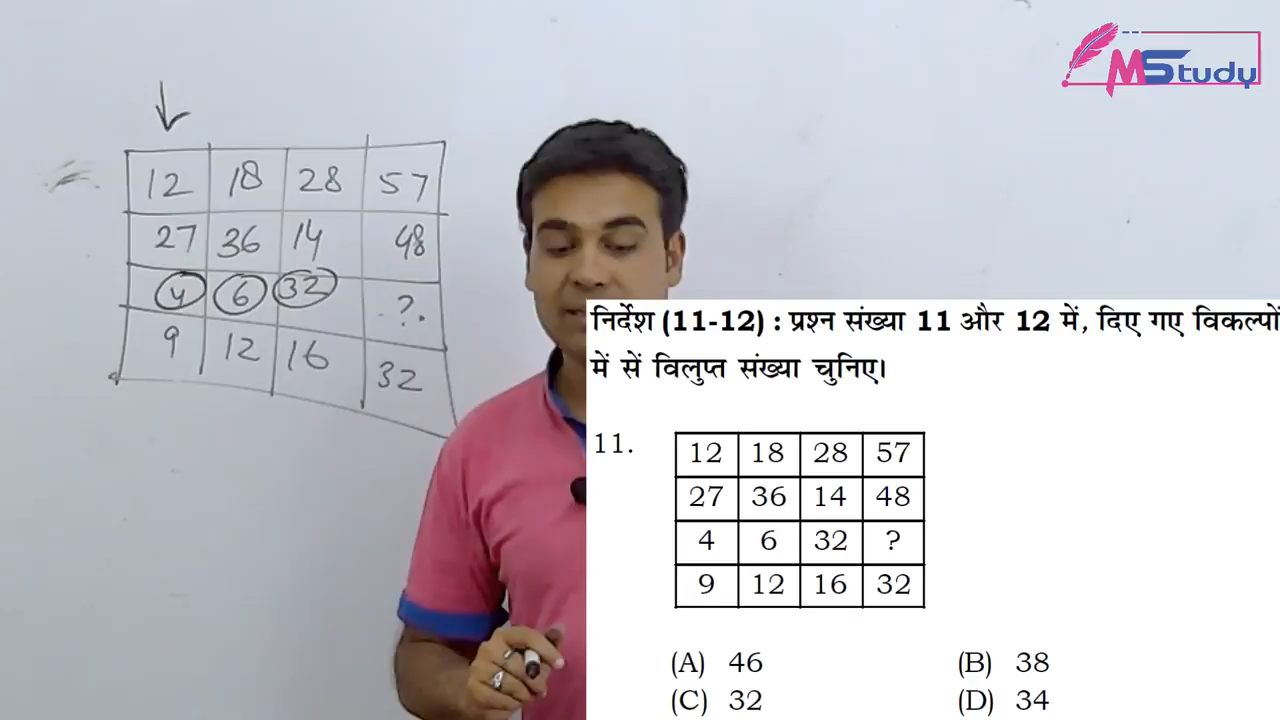 MStudy
12 18 28 57
27 36 14 48
4 6 32 ?
9 12 16 32
निर्देश (11-12) : प्रश्न संख्या 11 और 12 में, दिए गए विकल्पों
में सें विलुप्त संख्या चुनिए।
11.
12 18 28 57
27 36 14 48
4 6 32 ?
9 12 16 32
(A) 46 (B) 38
(C) 32 (D) 34